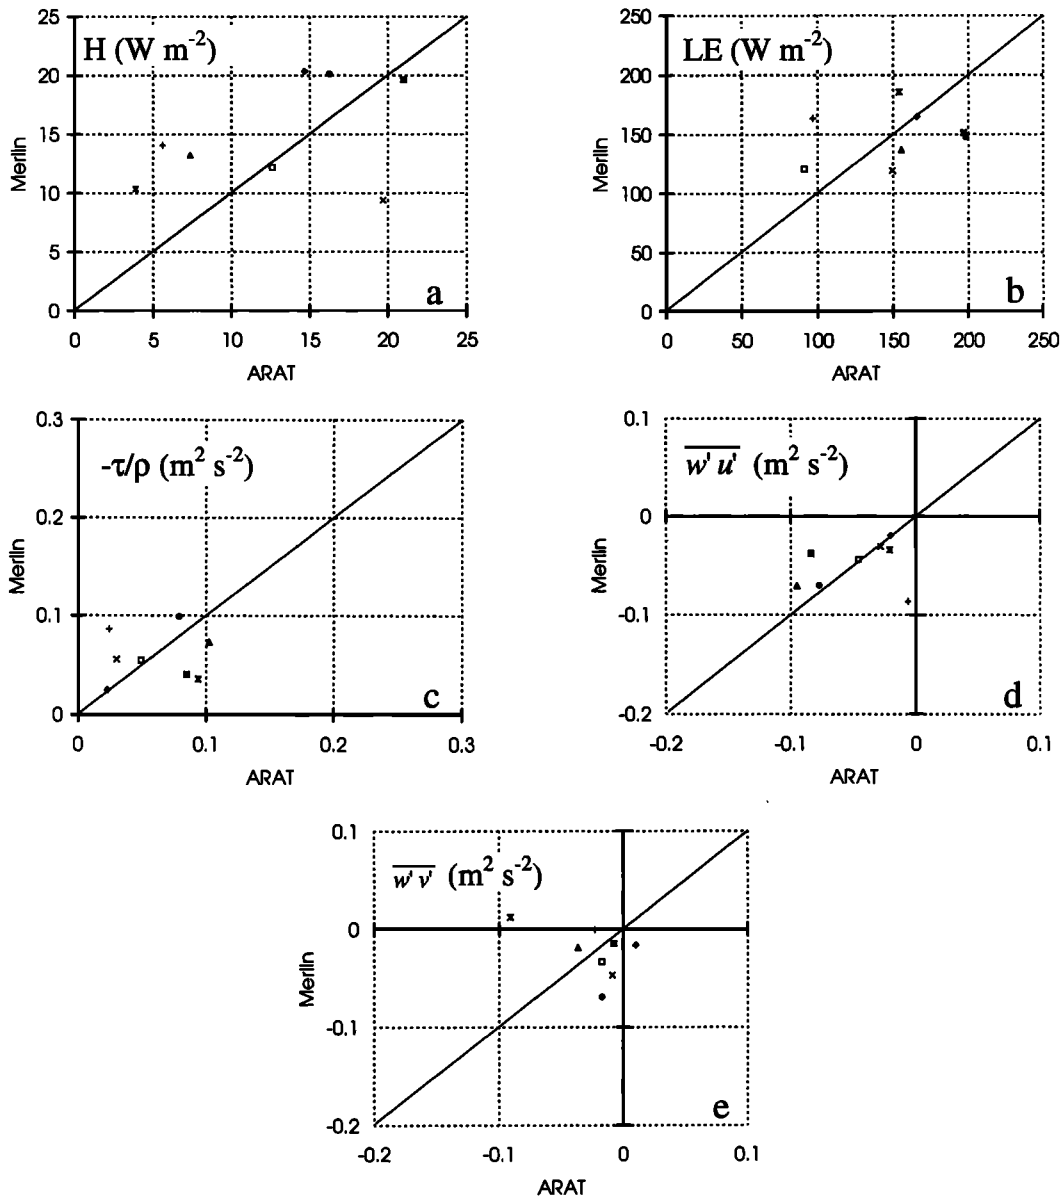 25
H (W m-2)
20
15
Merlin
10
5
a
0
0 5 10 15 20 25
ARAT
250
LE (W m-2)
200
150
Merlin
100
50
b
0
0 50 100 150 200 250
ARAT
0.3
-τ/ρ (m2 s-2)
0.2
Merlin
0.1
c
0
0 0.1 0.2 0.3
ARAT
0.1
w' u' (m2 s-2)
0
Merlin
-0.1
d
-0.2
-0.2 -0.1 0 0.1
ARAT
0.1
w' v' (m2 s-2)
0
Merlin
-0.1
e
-0.2
-0.2 -0.1 0 0.1
ARAT